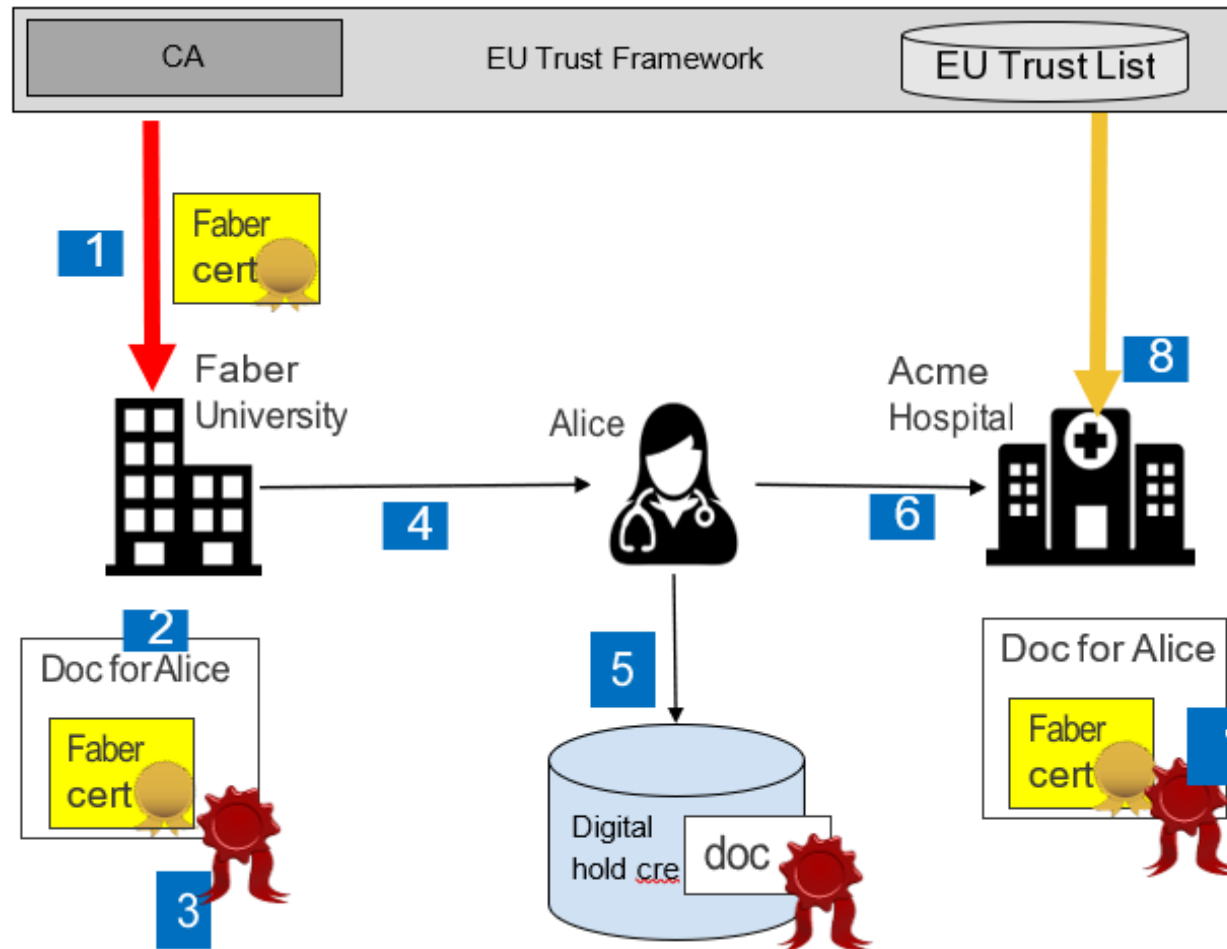 CA
EU Trust Framework
EU Trust List
1
Faber
cert
8
Faber
University
Alice
Acme
Hospital
4
6
2
Doc for Alice
Faber
cert
3
5
Digital
hold cre
doc
Doc for Alice
Faber
cert